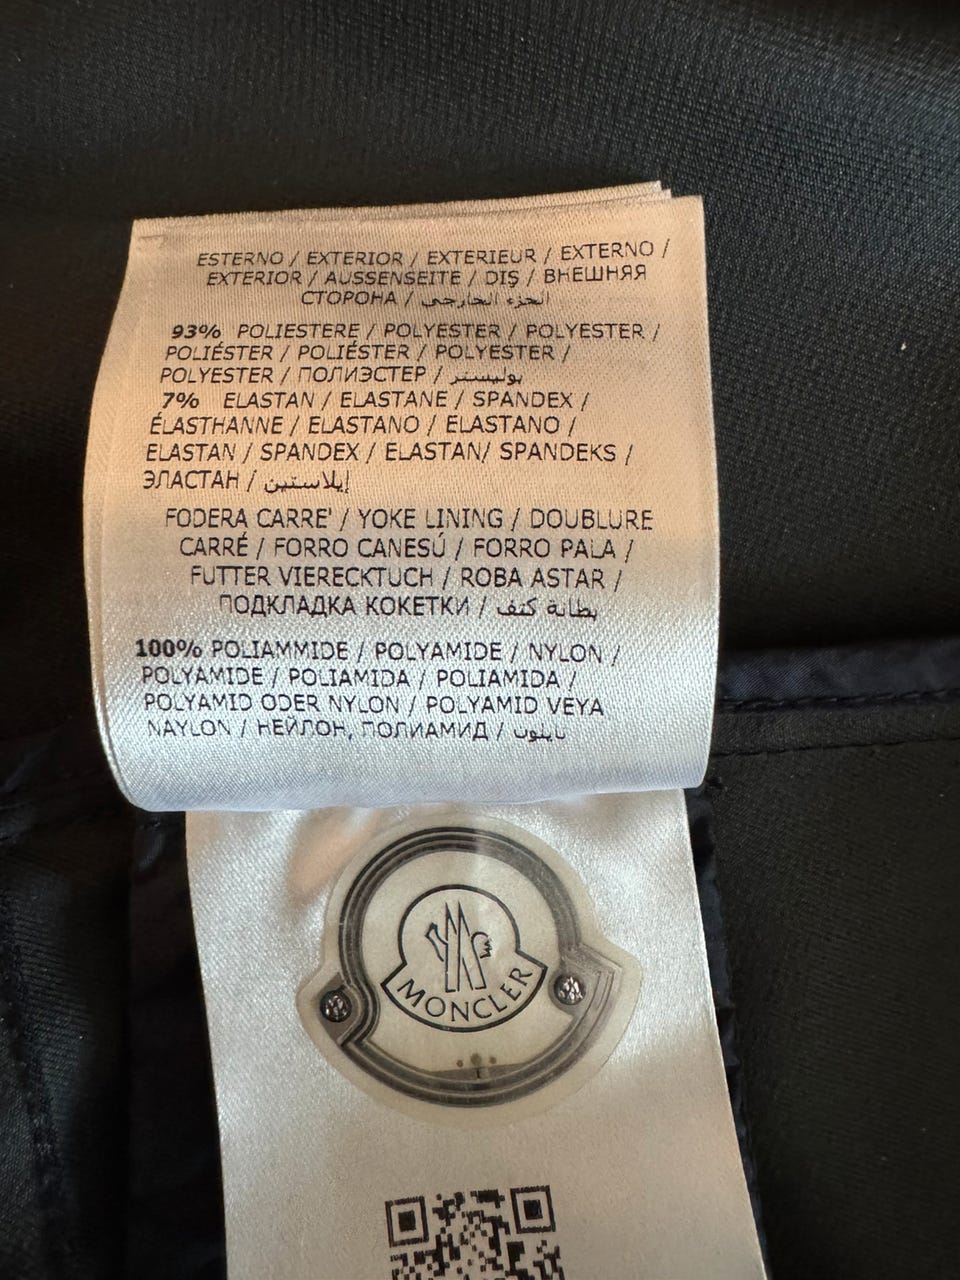 ESTERNO / EXTERIOR / EXTERIEUR / EXTERNO /
EXTERIOR / AUSSENSEITE / DIŞ / ВНЕШНЯЯ
СТОРОНА / الجزء الخارجي
93% POLIESTERE / POLYESTER / POLYESTER /
POLIÉSTER / POLIÉSTER / POLYESTER /
POLYESTER / ПОЛИЭСТЕР / بوليستر
7% ELASTAN / ELASTANE / SPANDEX /
ÉLASTHANNE / ELASTANO / ELASTANO /
ELASTAN / SPANDEX / ELASTAN/ SPANDEKS /
ЭЛАСТАН / إيلاستين
FODERA CARRE' / YOKE LINING / DOUBLURE
CARRÉ / FORRO CANESÚ / FORRO PALA /
FUTTER VIERECKTUCH / ROBA ASTAR /
ПОДКЛАДКА КОКЕТКИ / بطانة كتف
100% POLIAMMIDE / POLYAMIDE / NYLON /
POLYAMIDE / POLIAMIDA / POLIAMIDA /
POLYAMID ODER NYLON / POLYAMID VEYA
NAYLON / НЕЙЛОН, ПОЛИАМИД / نايلون
MONCLER